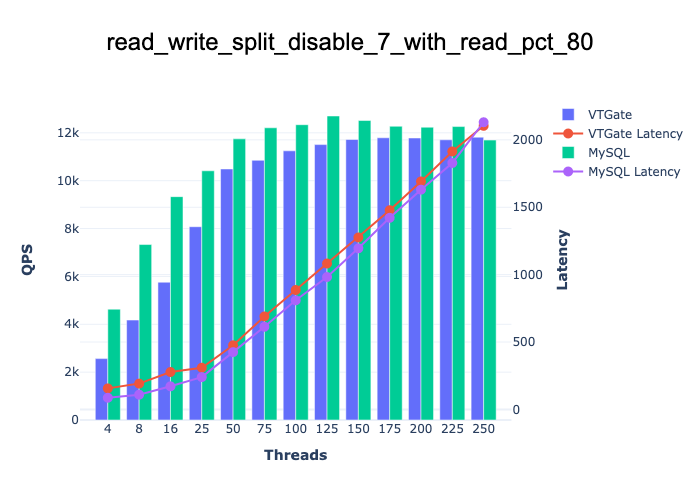 read_write_split_disable_7_with_read_pct_80
VTGate
VTGate Latency
MySQL
MySQL Latency
12k
10k
8k
6k
4k
2k
0
QPS
2000
1500
1000
500
0
Latency
4 8 16 25 50 75 100 125 150 175 200 225 250
Threads